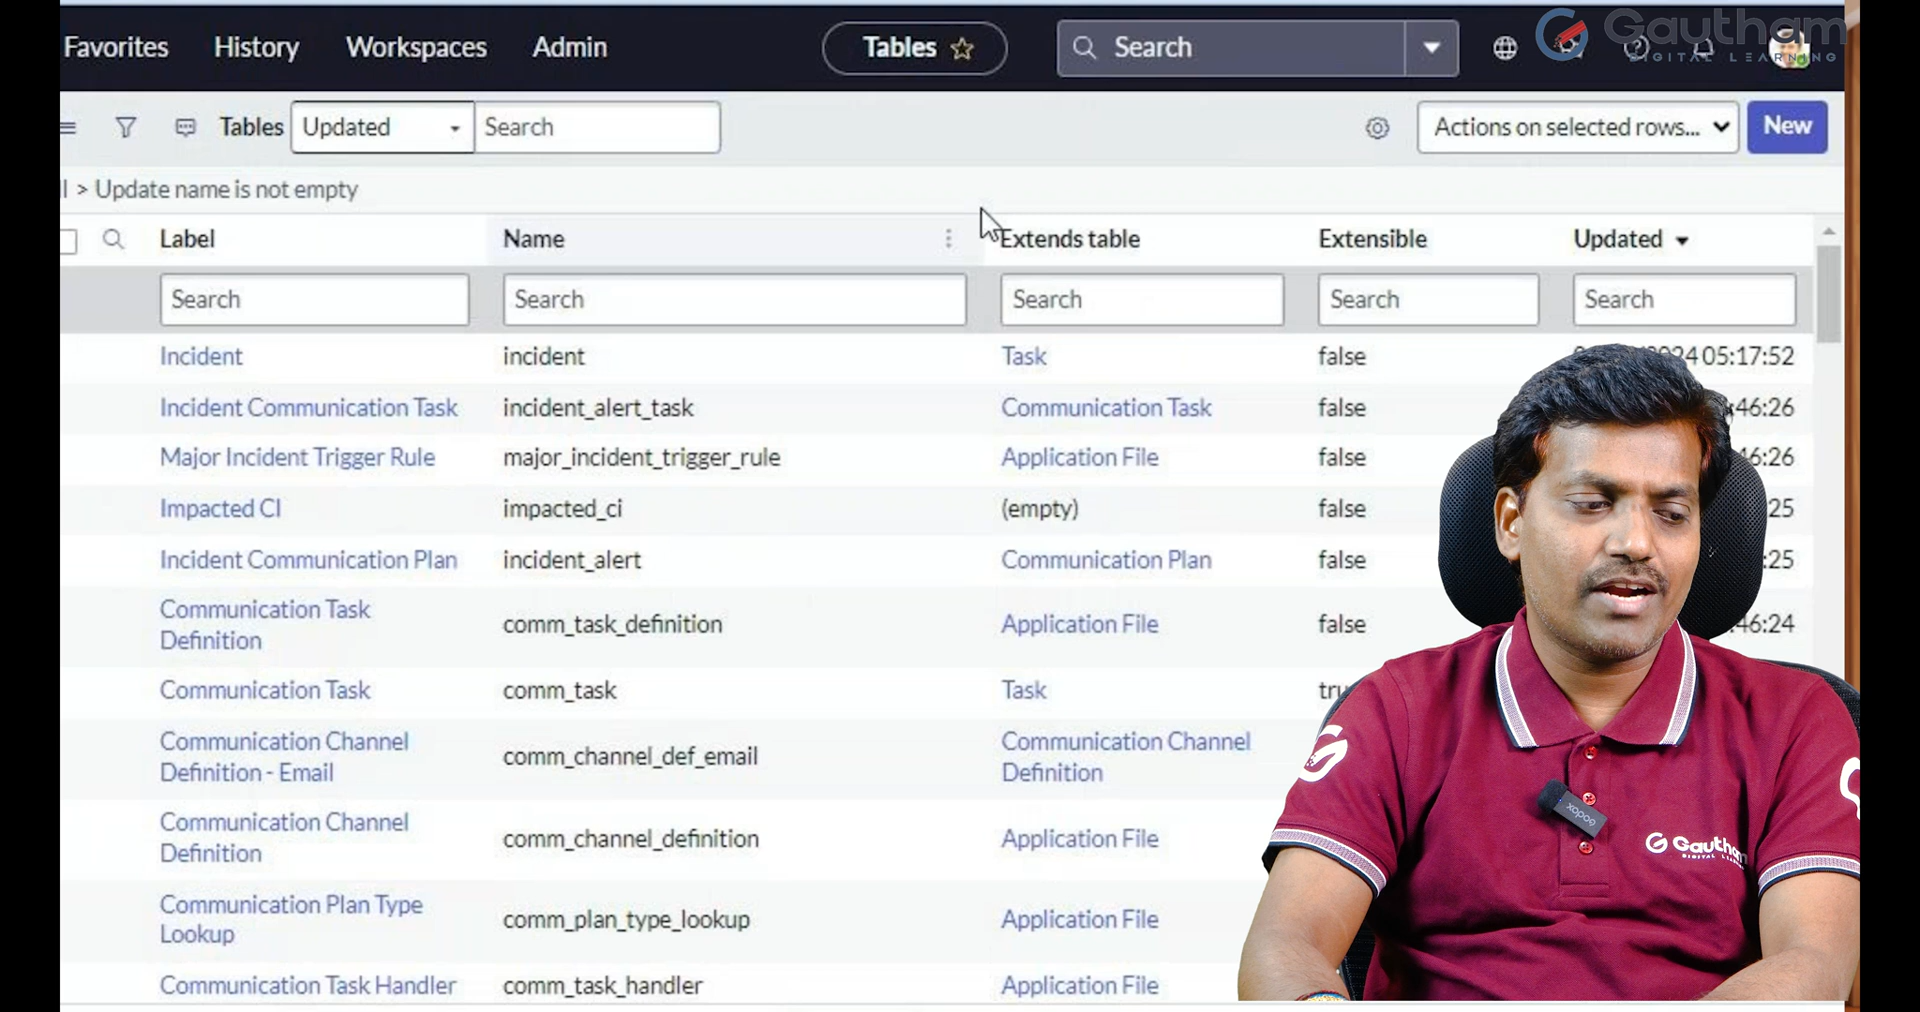 Favorites History Workspaces Admin Tables Search
Gautham
DIGITAL LEARNING
Tables Updated Search Actions on selected rows... New
> Update name is not empty
Label Name Extends table Extensible Updated
Search Search Search Search Search
Incident incident Task false 05:17:52
Incident Communication Task incident_alert_task Communication Task false 46:26
Major Incident Trigger Rule major_incident_trigger_rule Application File false 46:26
Impacted CI impacted_ci (empty) false 25
Incident Communication Plan incident_alert Communication Plan false :25
Communication Task
Definition comm_task_definition Application File false 46:24
Communication Task comm_task Task
Communication Channel
Definition - Email comm_channel_def_email Communication Channel
Definition
Communication Channel
Definition comm_channel_definition Application File
Communication Plan Type
Lookup comm_plan_type_lookup Application File
Communication Task Handler comm_task_handler Application File
Godox
Gautham